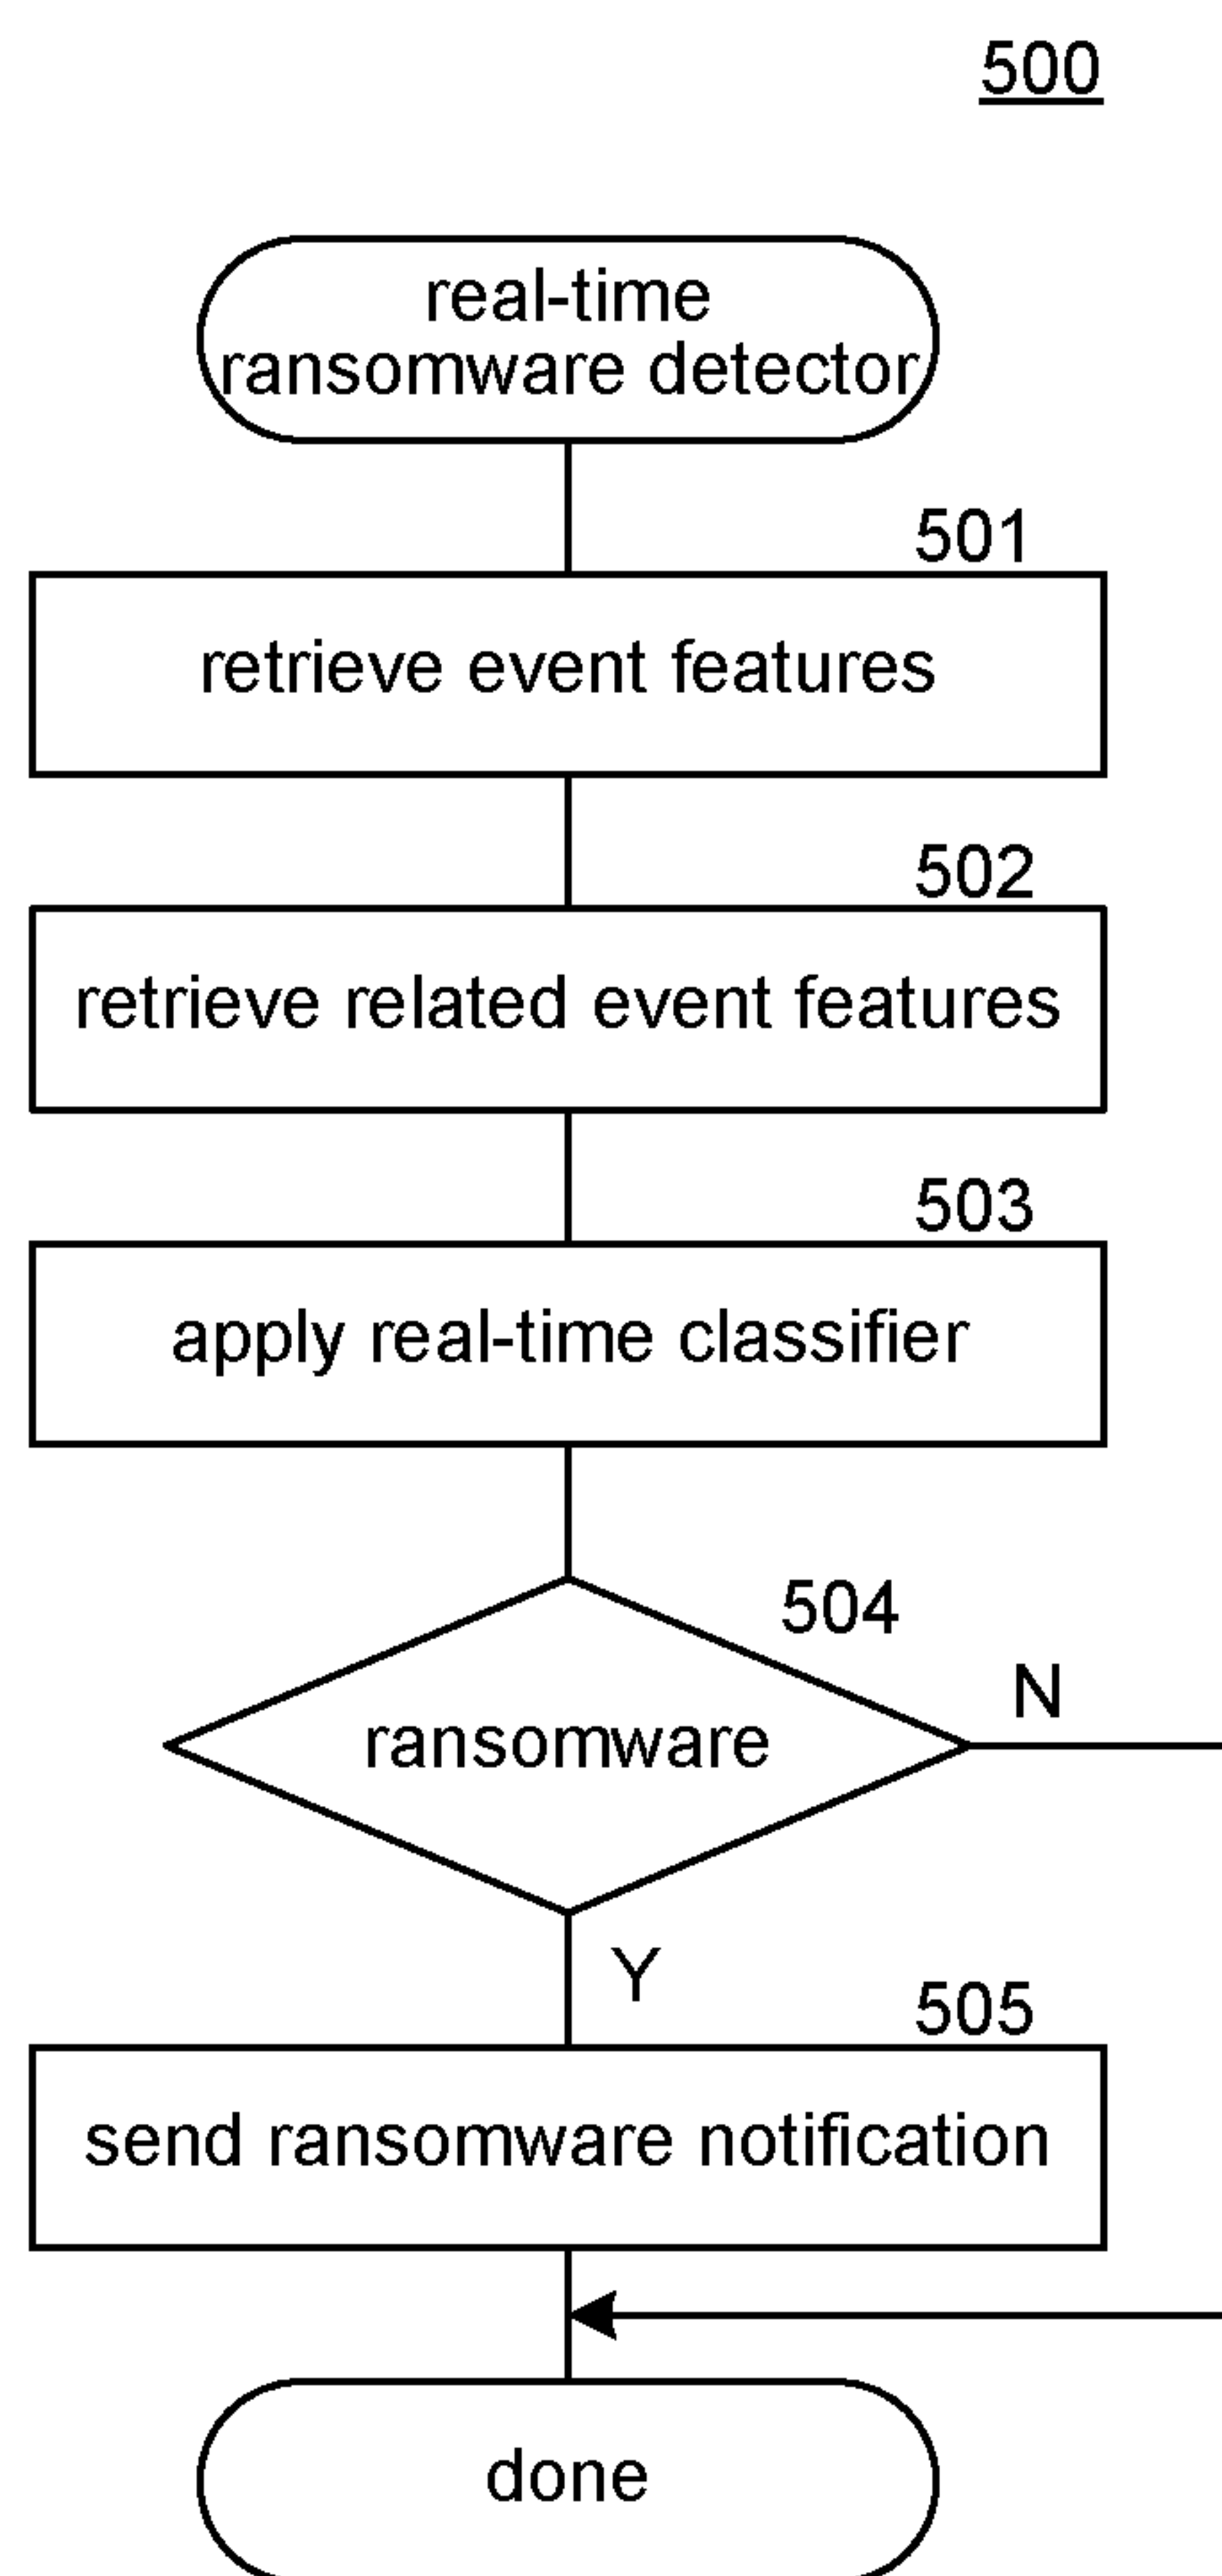 500
real-time
ransomware detector
501
retrieve event features
502
retrieve related event features
503
apply real-time classifier
504
N
ransomware
Y
505
send ransomware notification
done